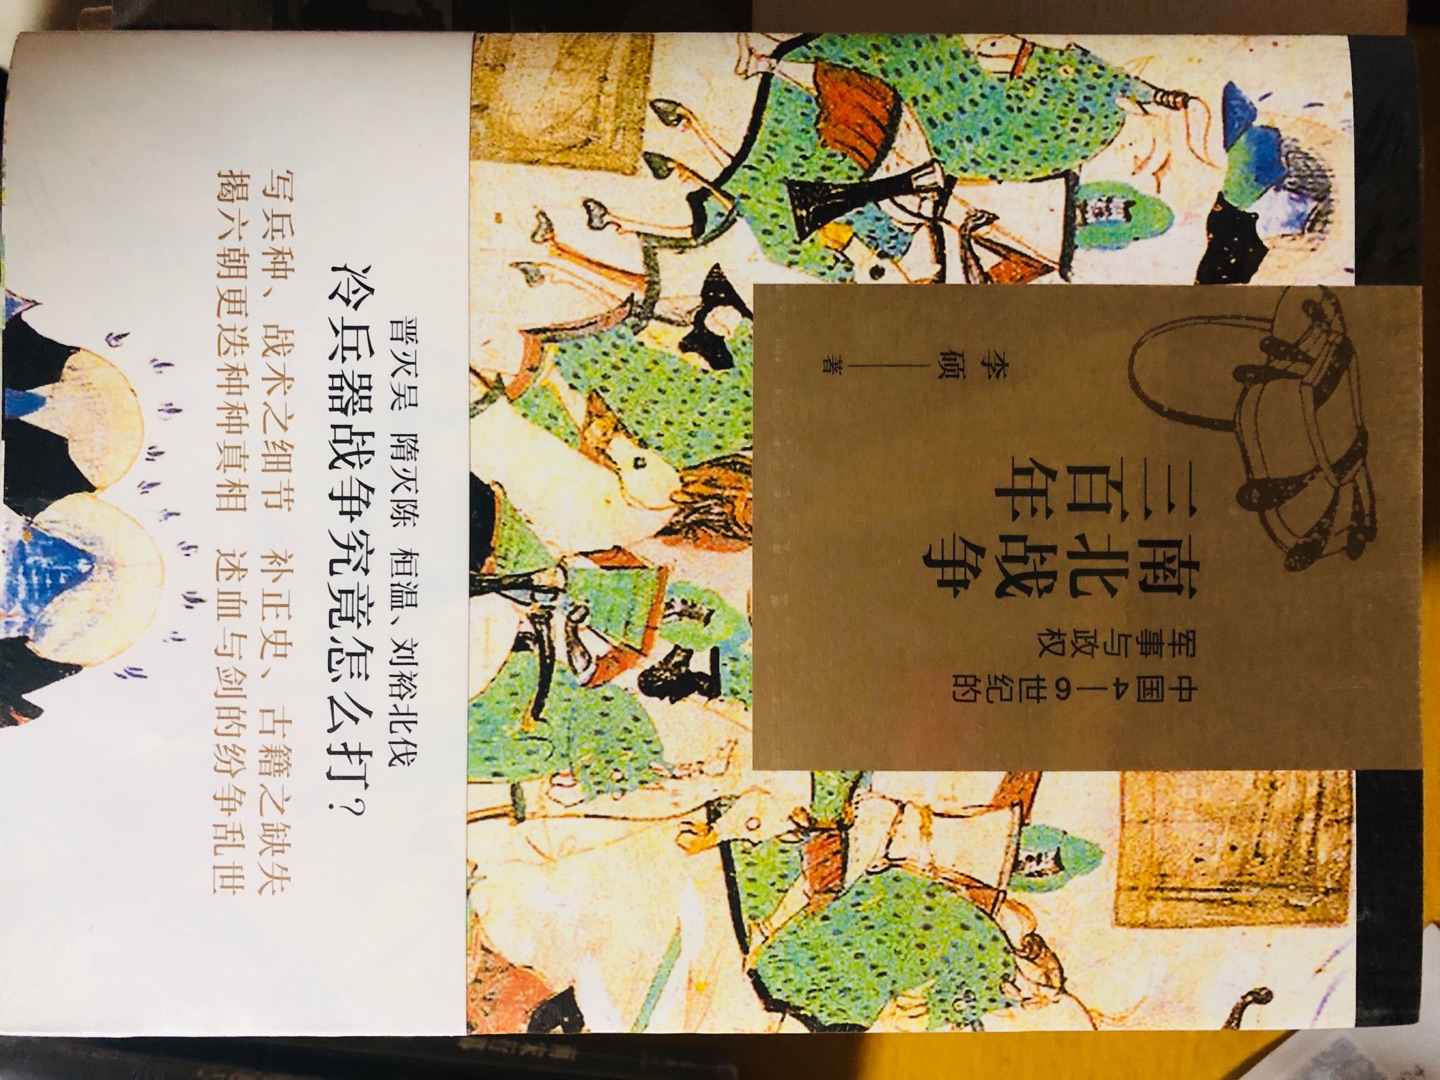 中国4—6世纪的
军事与政权
南北战争
三百年
李硕 著
晋灭吴 隋灭陈 桓温、刘裕北伐
冷兵器战争究竟怎么打？
写兵种、战术之细节 补正史、古籍之缺失
揭六朝更迭种种真相 述血与剑的纷争乱世